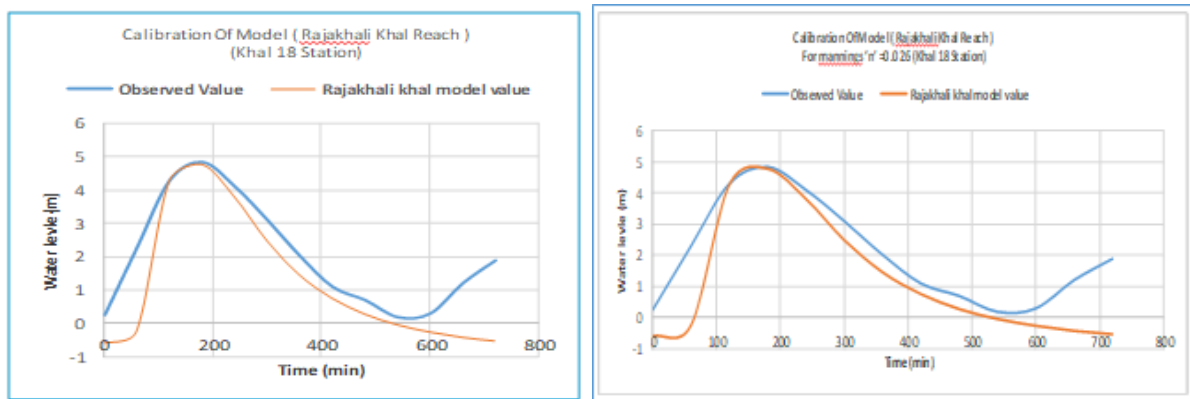 Calibration Of Model ( Rajakhali Khal Reach )
(Khal 18 Station)
Observed Value
Rajakhali khal model value
Water levle (m)
6
5
4
3
2
1
0
-1
0
200
400
600
800
Time (min)
Calibration Of Model ( Rajakhali Khal Reach )
For mannings 'n' =0.026 (Khal 18 Station)
Observed Value
Rajakhali khal model value
Water levle (m)
6
5
4
3
2
1
0
-1
0
100
200
300
400
500
600
700
800
Time (min)